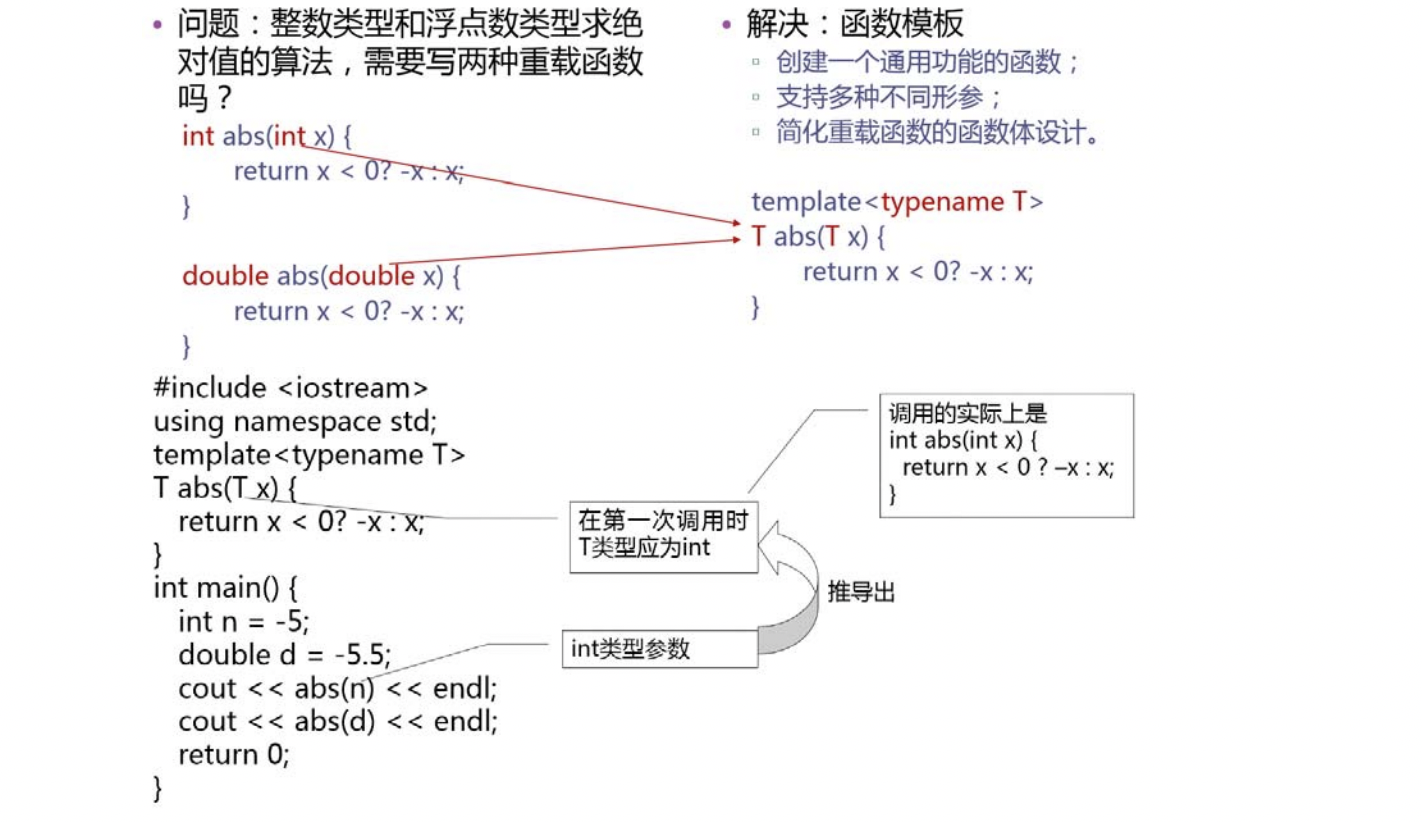 • 问题：整数类型和浮点数类型求绝
对值的算法，需要写两种重载函数
吗？
int abs(int x) {
return x < 0? -x : x;
}
double abs(double x) {
return x < 0? -x : x;
}
• 解决：函数模板
▫ 创建一个通用功能的函数；
▫ 支持多种不同形参；
▫ 简化重载函数的函数体设计。
template<typename T>
T abs(T x) {
return x < 0? -x : x;
}
#include <iostream>
using namespace std;
template<typename T>
T abs(T x) {
return x < 0? -x : x;
}
int main() {
int n = -5;
double d = -5.5;
cout << abs(n) << endl;
cout << abs(d) << endl;
return 0;
}
在第一次调用时
T类型应为int
int类型参数
推导出
调用的实际上是
int abs(int x) {
return x < 0 ? –x : x;
}